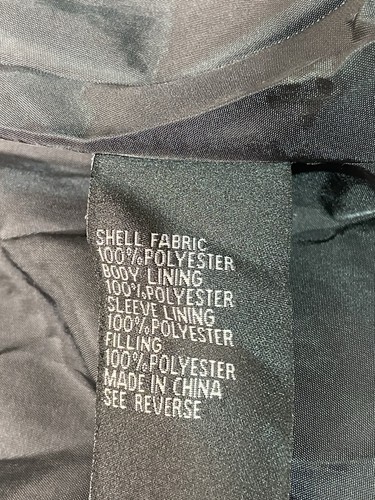 SHELL FABRIC
100%POLYESTER
BODY LINING
100%POLYESTER
SLEEVE LINING
100%POLYESTER
FILLING
100%POLYESTER
MADE IN CHINA
SEE REVERSE